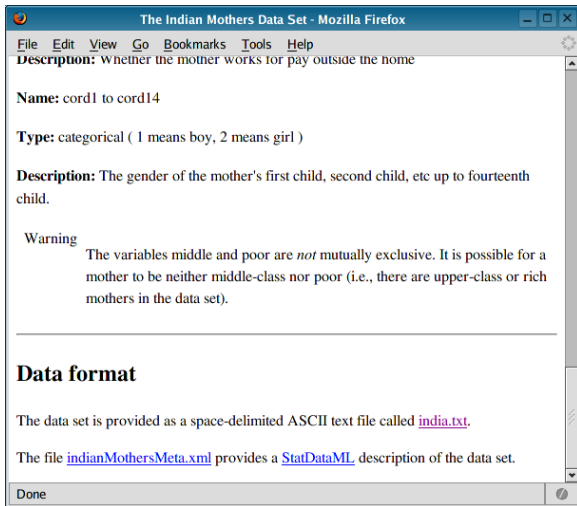 The Indian Mothers Data Set - Mozilla Firefox
File Edit View Go Bookmarks Tools Help
Description: Whether the mother works for pay outside the home
Name: cord1 to cord14
Type: categorical ( 1 means boy, 2 means girl )
Description: The gender of the mother's first child, second child, etc up to fourteenth
child.
Warning
The variables middle and poor are not mutually exclusive. It is possible for a
mother to be neither middle-class nor poor (i.e., there are upper-class or rich
mothers in the data set).
Data format
The data set is provided as a space-delimited ASCII text file called india.txt.
The file indianMothersMeta.xml provides a StatDataML description of the data set.
Done